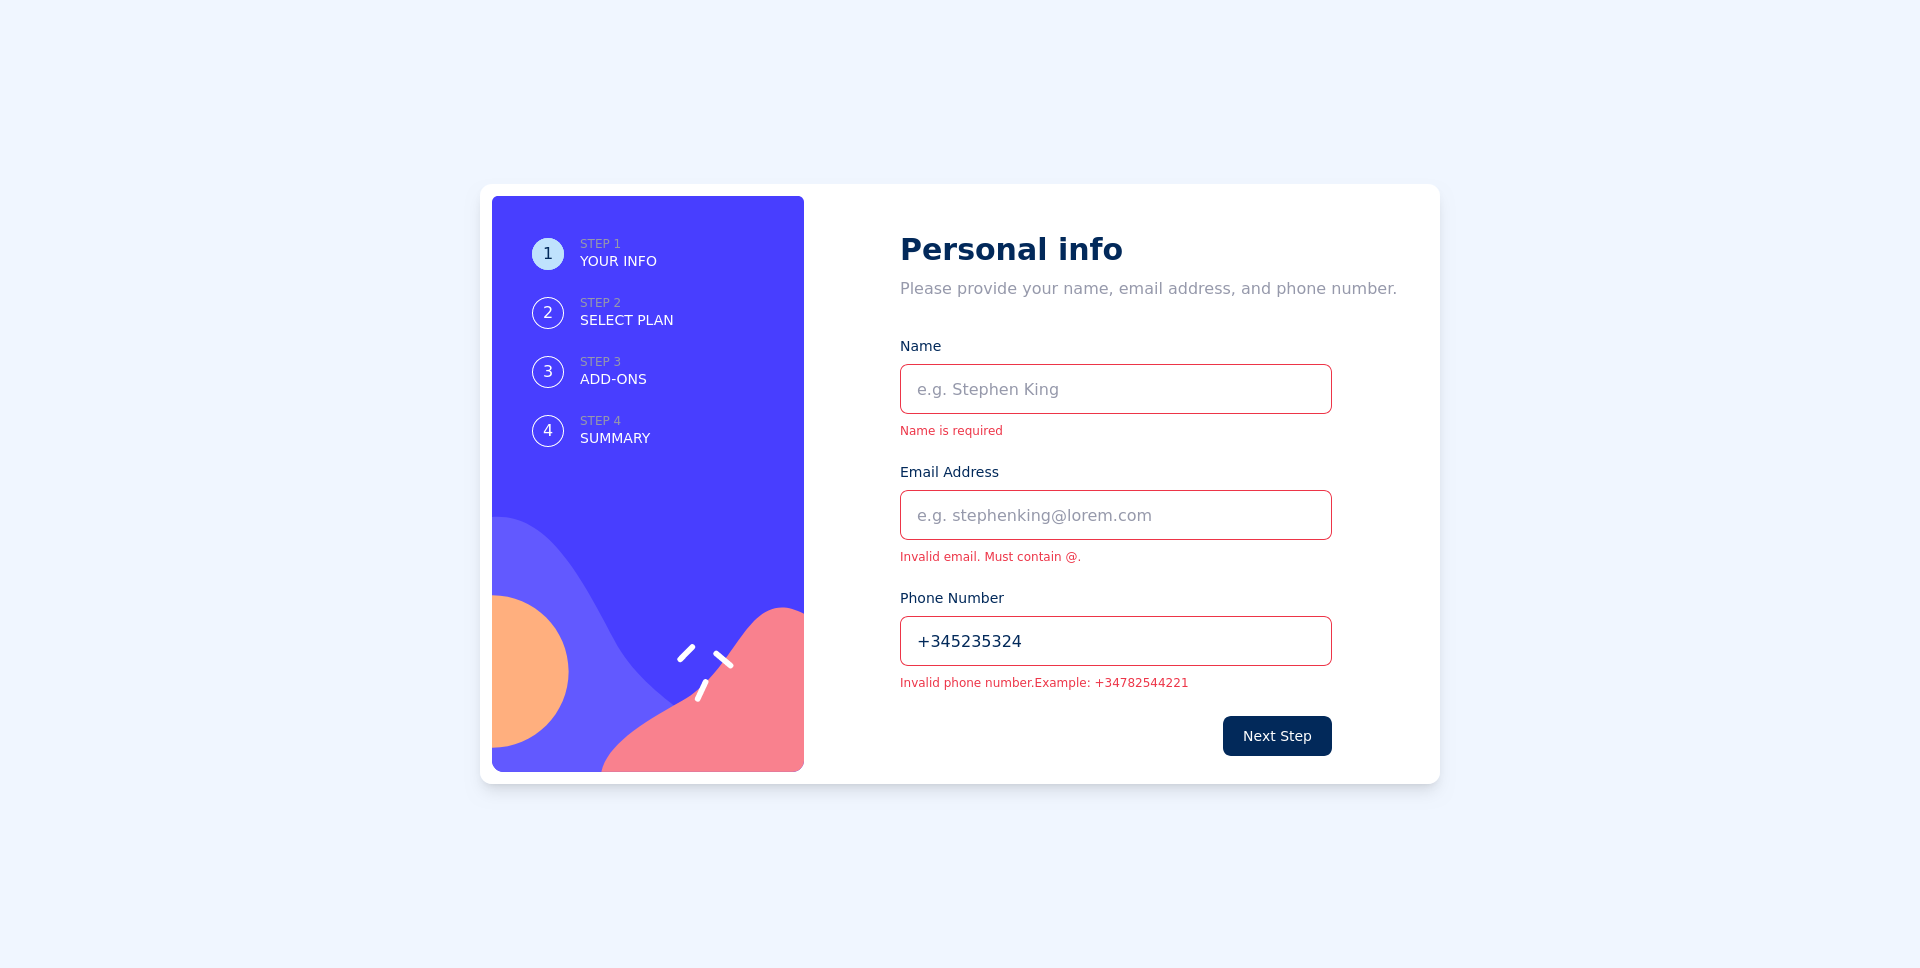 1
STEP 1
YOUR INFO
2
STEP 2
SELECT PLAN
3
STEP 3
ADD-ONS
4
STEP 4
SUMMARY
Personal info
Please provide your name, email address, and phone number.
Name
e.g. Stephen King
Name is required
Email Address
e.g. stephenking@lorem.com
Invalid email. Must contain @.
Phone Number
+345235324
Invalid phone number.Example: +34782544221
Next Step